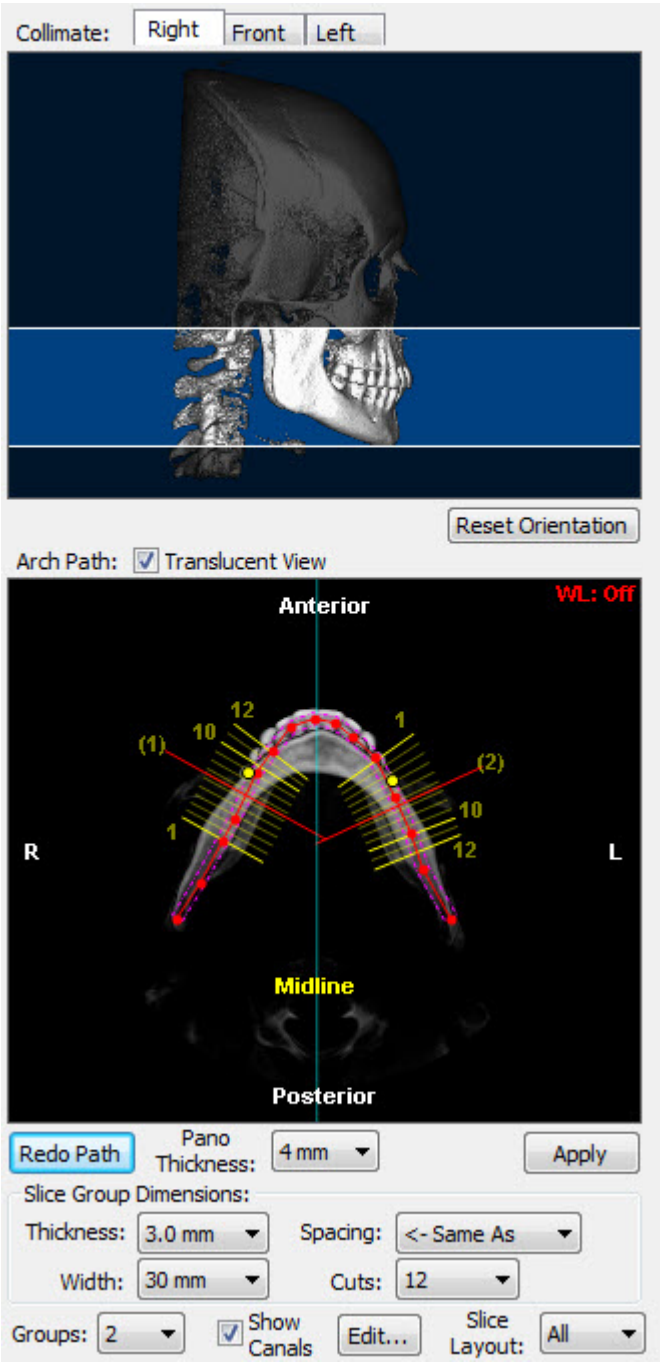 Collimate: Right Front Left
Reset Orientation
Arch Path: Translucent View
WL: Off
Anterior
12
10
1
(1)
(2)
1
10
12
R
L
Midline
Posterior
Redo Path Pano Thickness: 4 mm Apply
Slice Group Dimensions:
Thickness: 3.0 mm Spacing: <- Same As
Width: 30 mm Cuts: 12
Groups: 2 Show Canals Edit... Slice Layout: All